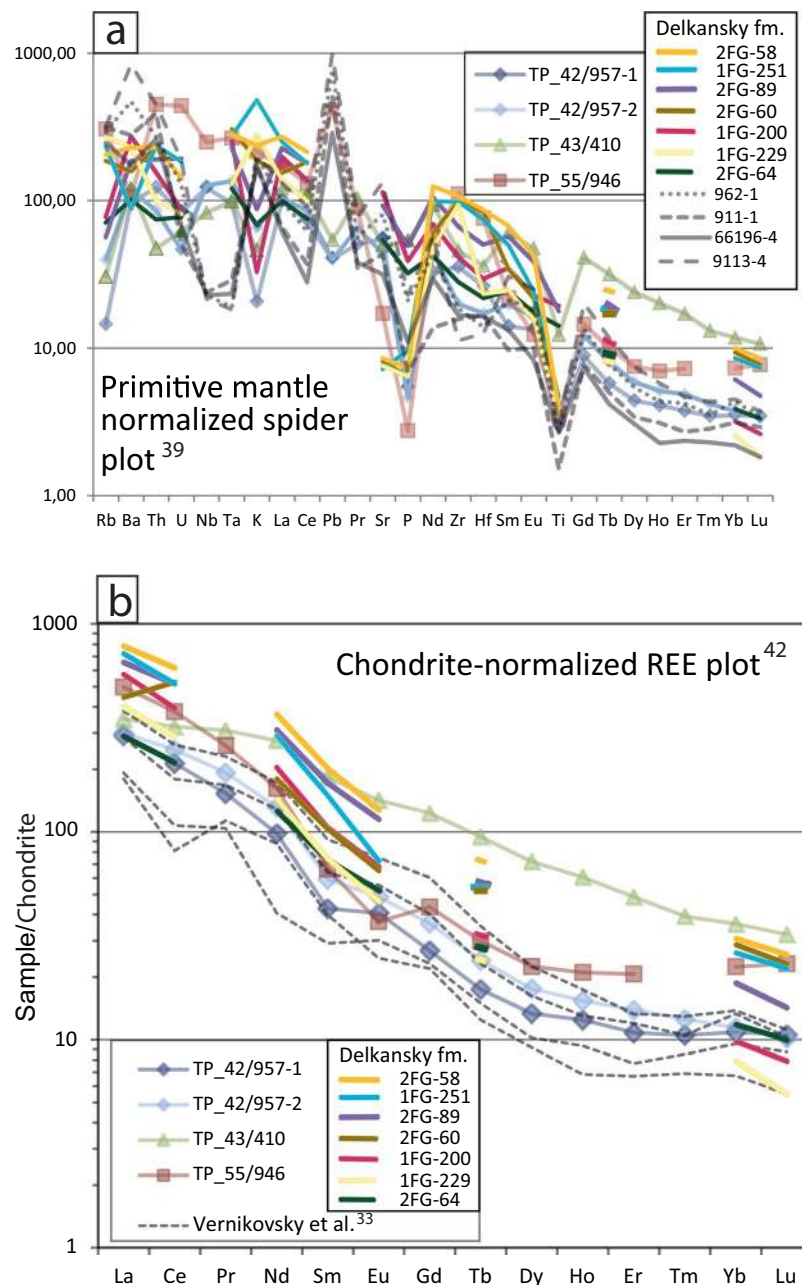 a
1000,00
100,00
10,00
1,00
TP_42/957-1
TP_42/957-2
TP_43/410
TP_55/946
Delkansky fm.
2FG-58
1FG-251
2FG-89
2FG-60
1FG-200
1FG-229
2FG-64
962-1
911-1
66196-4
9113-4
Primitive mantle
normalized spider
plot 39
Rb Ba Th U Nb Ta K La Ce Pb Pr Sr P Nd Zr Hf Sm Eu Ti Gd Tb Dy Ho Er Tm Yb Lu
b
Chondrite-normalized REE plot 42
Sample/Chondrite
1000
100
10
1
TP_42/957-1
TP_42/957-2
TP_43/410
TP_55/946
Vernikovsky et al.33
Delkansky fm.
2FG-58
1FG-251
2FG-89
2FG-60
1FG-200
1FG-229
2FG-64
La Ce Pr Nd Sm Eu Gd Tb Dy Ho Er Tm Yb Lu